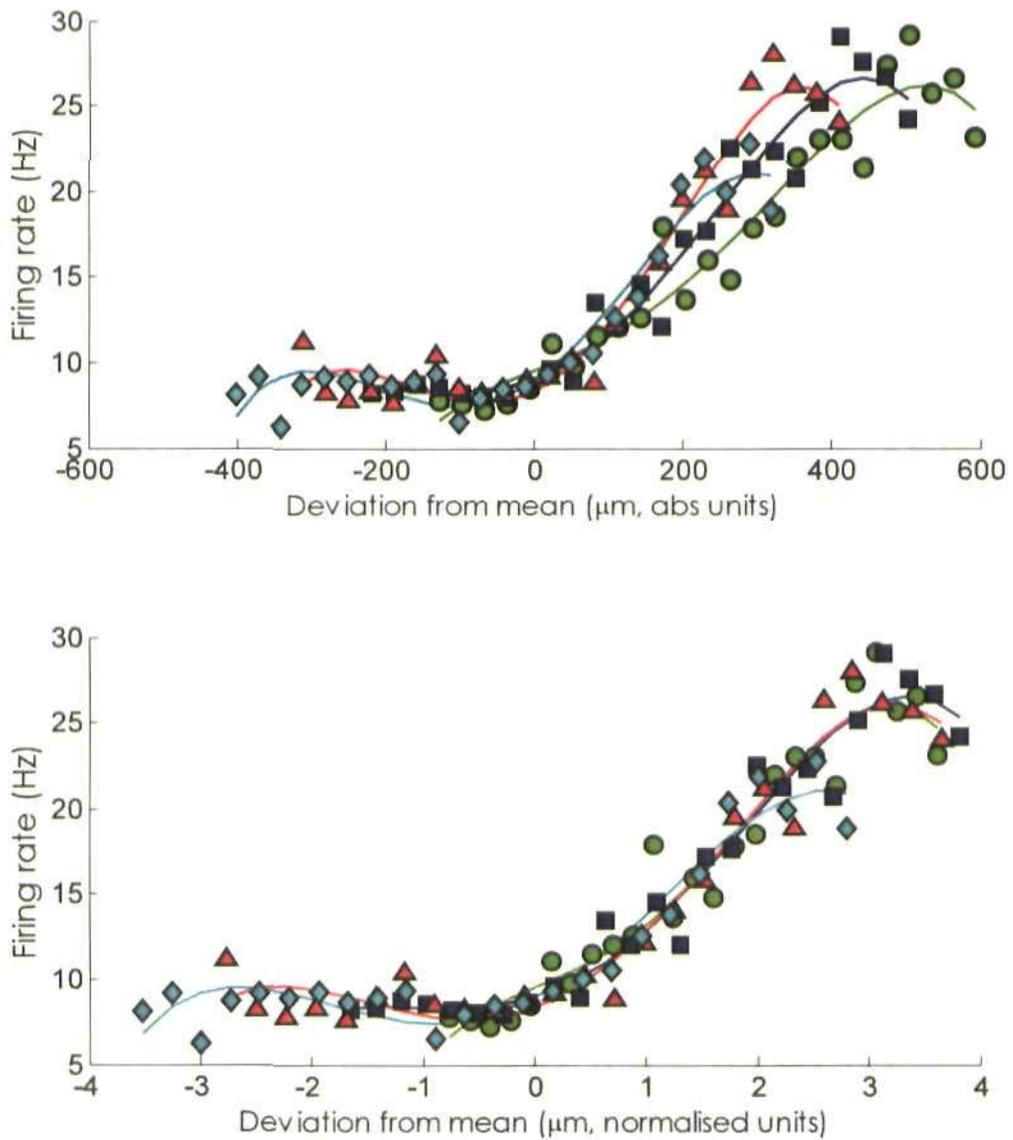 30
25
20
15
10
5
Firing rate (Hz)
-600 -400 -200 0 200 400 600
Deviation from mean (μm, abs units)
30
25
20
15
10
5
Firing rate (Hz)
-4 -3 -2 -1 0 1 2 3 4
Deviation from mean (μm, normalised units)